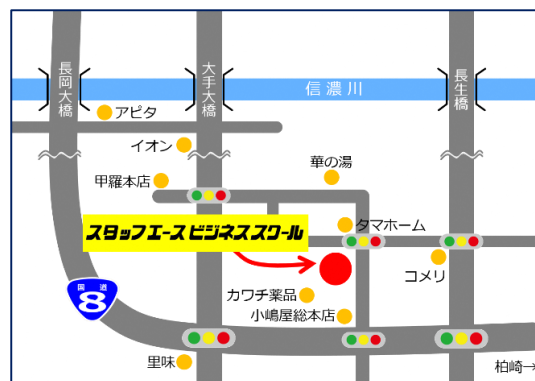 長岡大橋
大手大橋
長生橋
信濃川
アピタ
イオン
華の湯
甲羅本店
スタッフエース ビジネススクール
タマホーム
コメリ
国道
8
カワチ薬品
小嶋屋総本店
里味
柏崎→